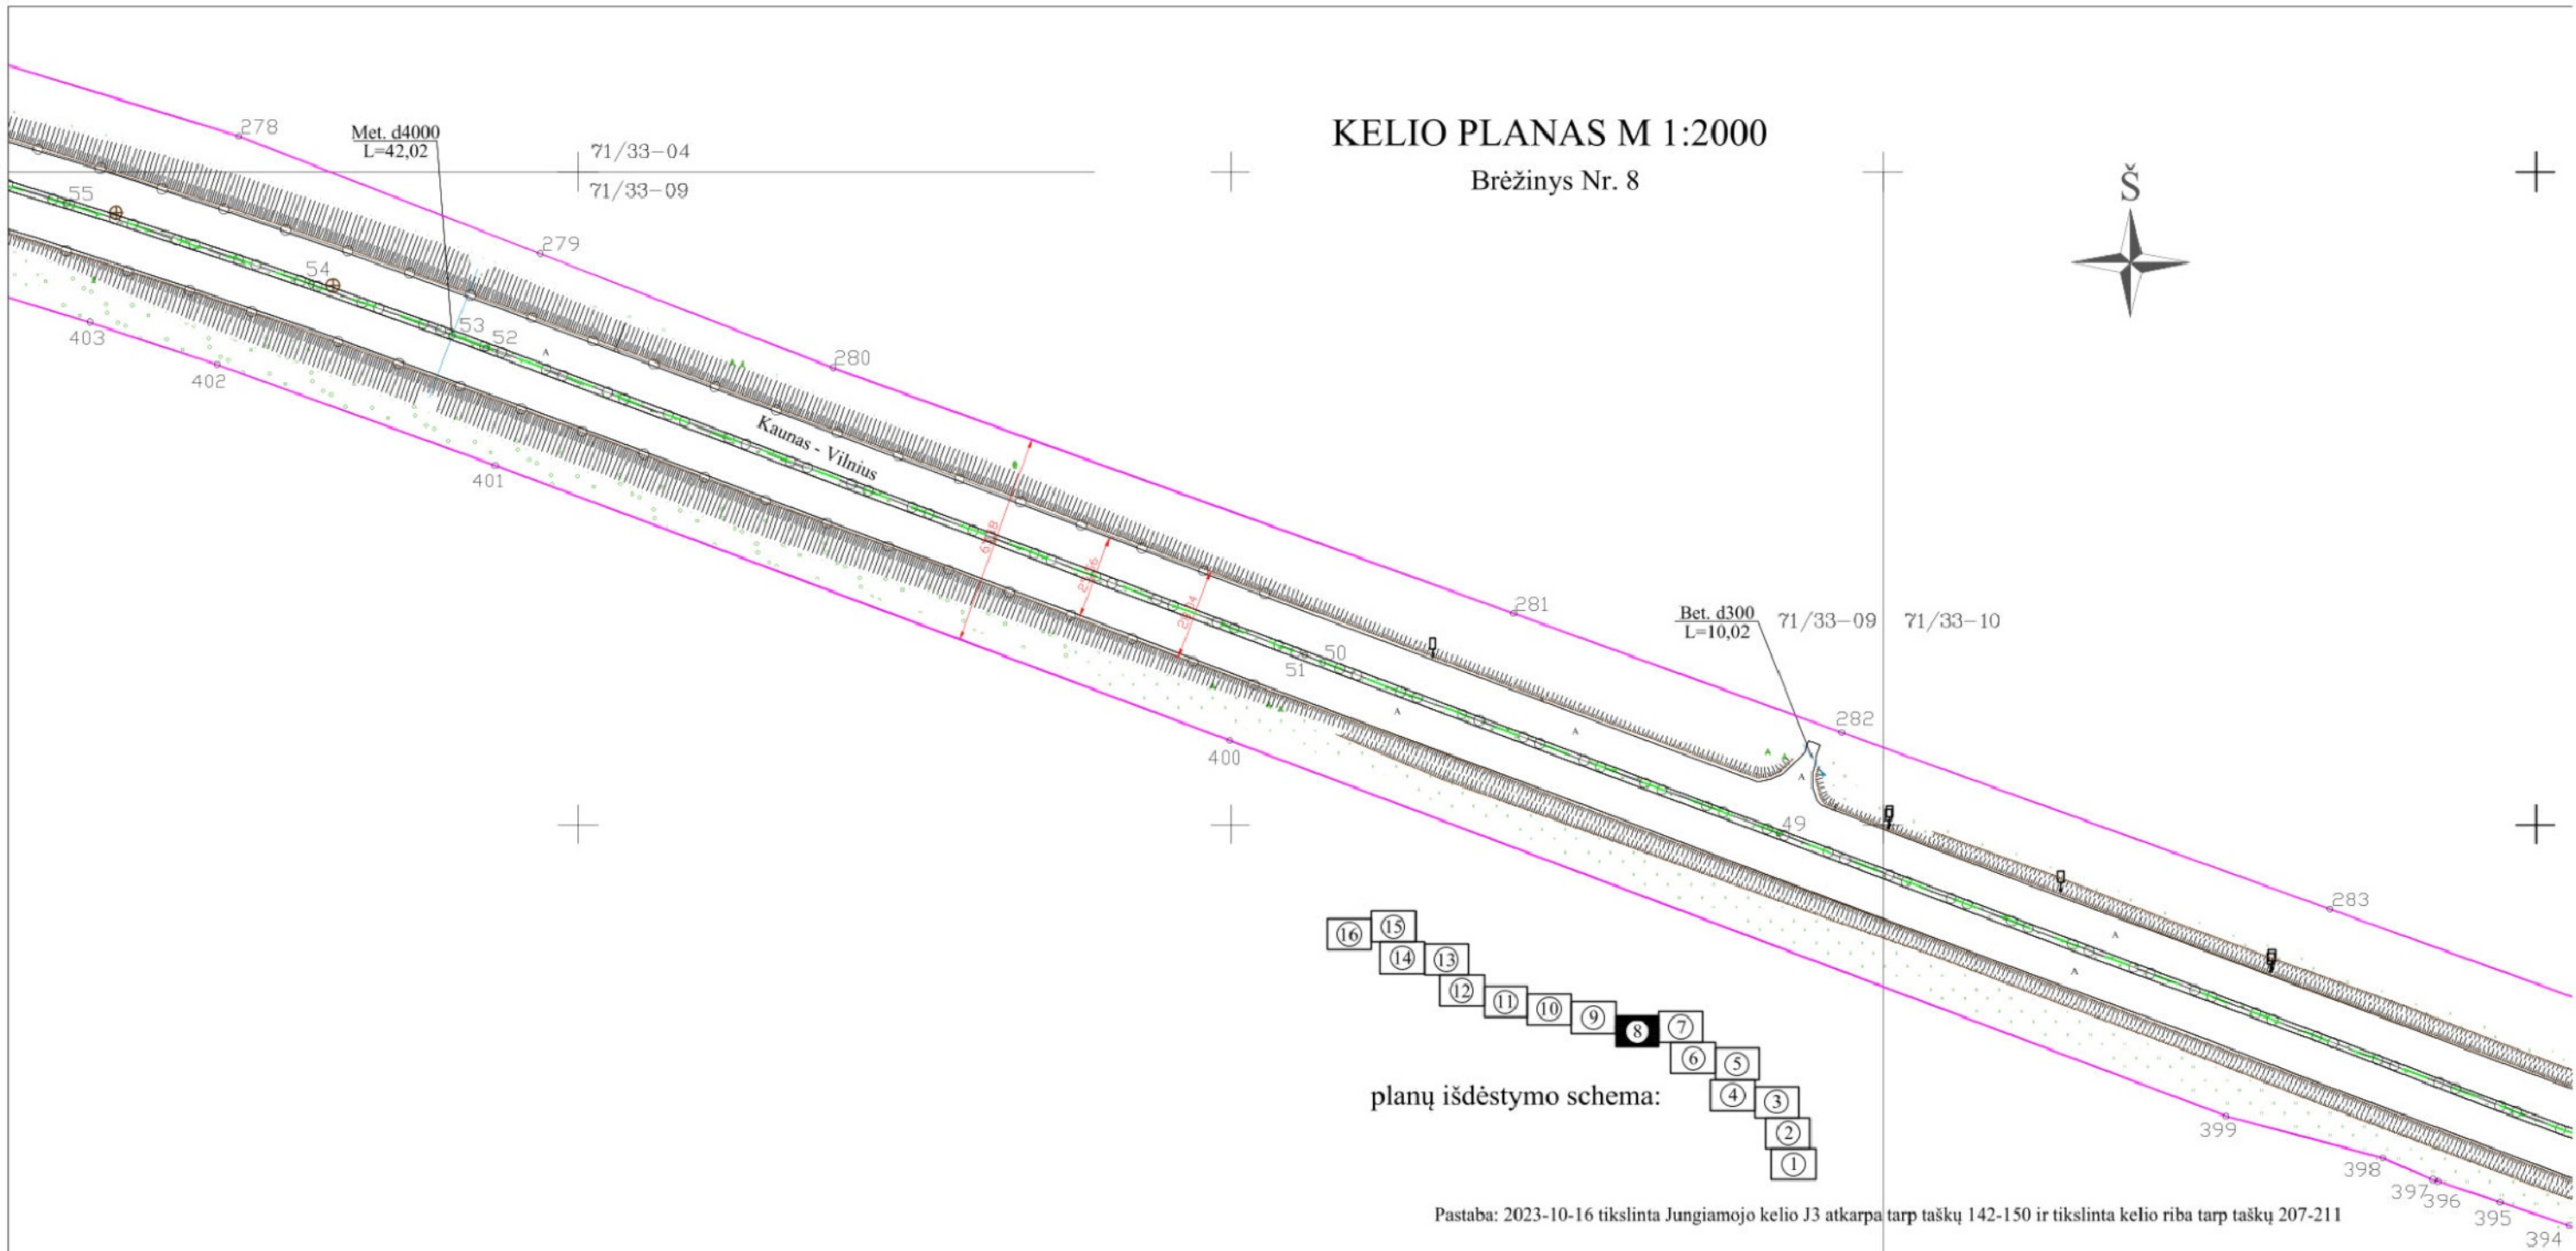 KELIO PLANAS M 1:2000
Brėžinys Nr. 8
Š
278
Met. d4000
L=42,02
71/33-04
71/33-09
55
279
54
53
52
A
403
402
280
Kaunas - Vilnius
401
281
Bet. d300
L=10,02
71/33-09
71/33-10
50
51
A
A
282
A
400
49
283
A
A
16
15
14
13
12
11
10
9
8
7
6
5
4
3
2
1
planų išdėstymo schema:
399
398
397
396
395
394
Pastaba: 2023-10-16 tikslinta Jungiamojo kelio J3 atkarpa tarp taškų 142-150 ir tikslinta kelio riba tarp taškų 207-211